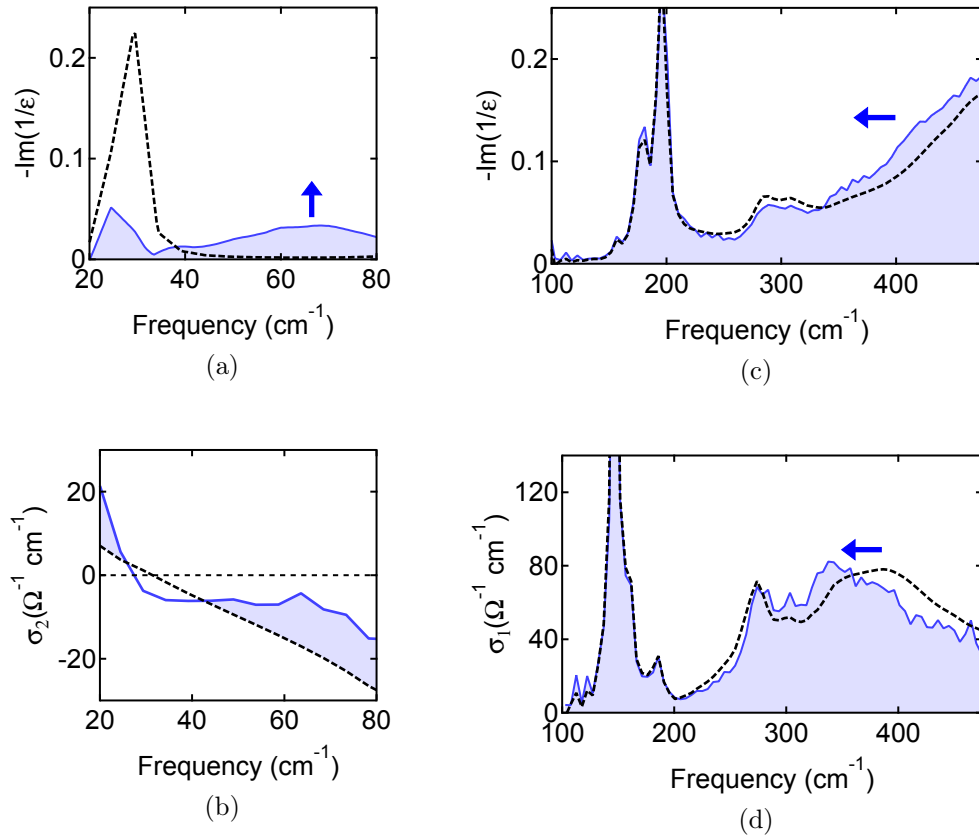 -Im(1/ε)
0.2
0.1
0
20 40 60 80
Frequency (cm⁻¹)
(a)
-Im(1/ε)
0.2
0.1
0
100 200 300 400
Frequency (cm⁻¹)
(c)
σ₂(Ω⁻¹ cm⁻¹)
20
0
-20
20 40 60 80
Frequency (cm⁻¹)
(b)
σ₁(Ω⁻¹ cm⁻¹)
120
80
40
0
100 200 300 400
Frequency (cm⁻¹)
(d)